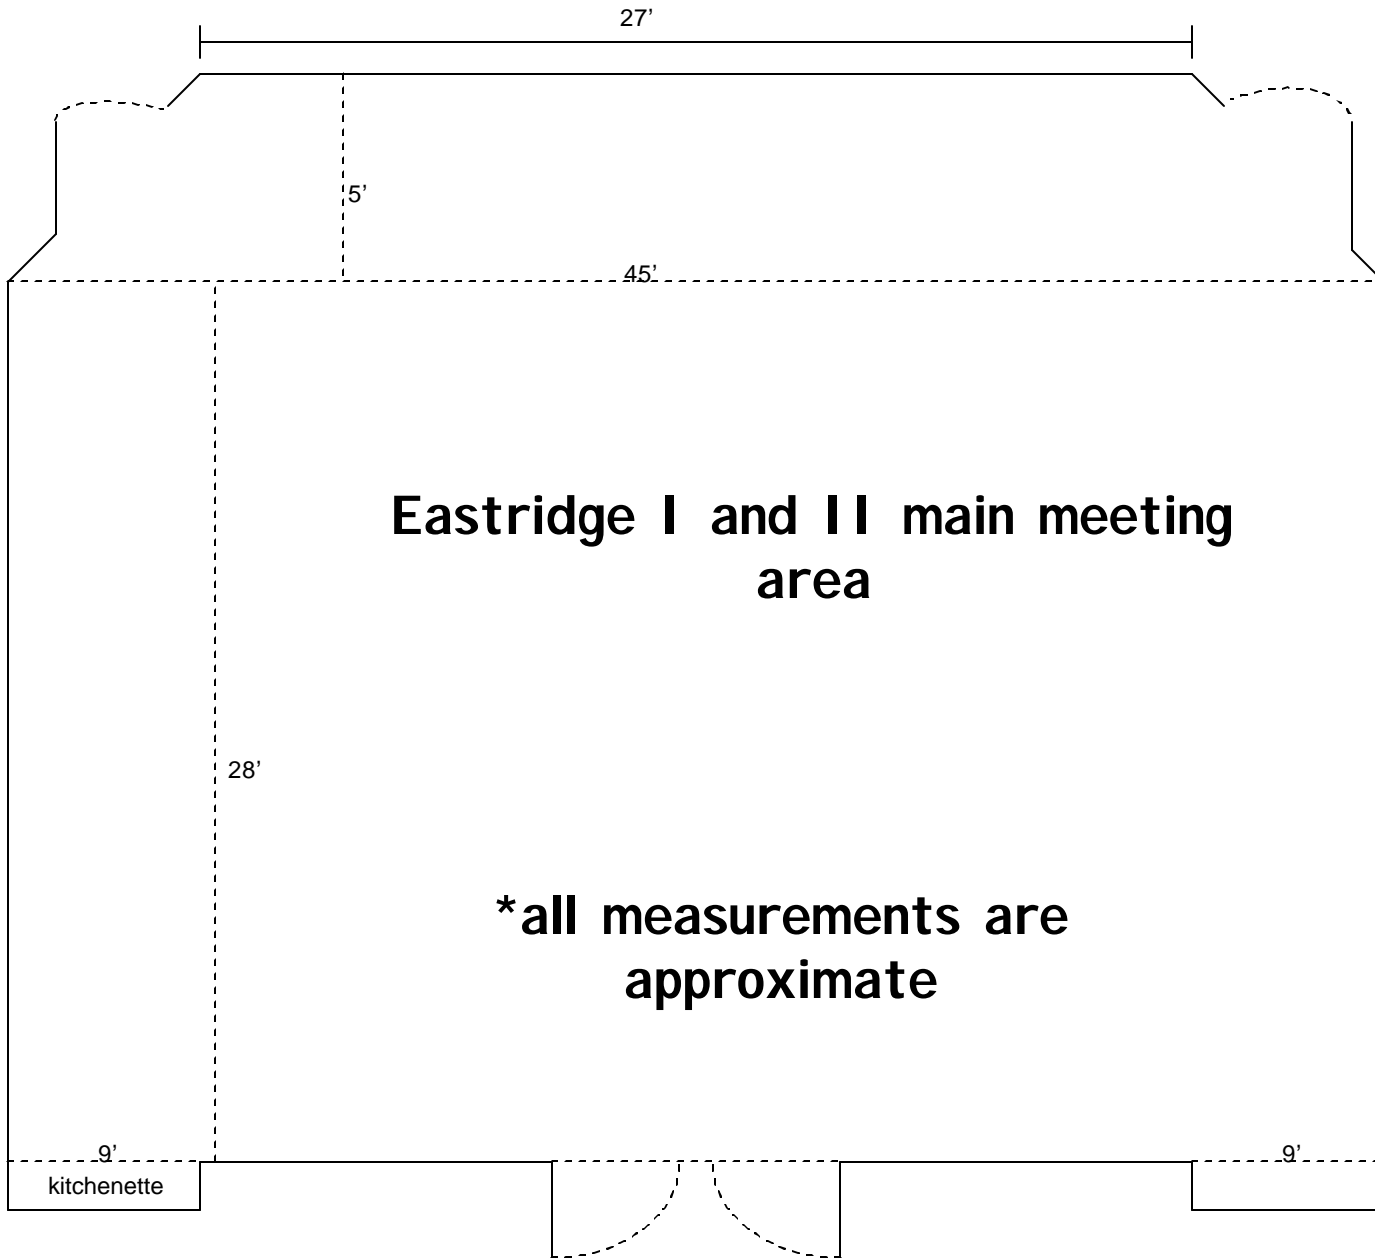 27’
5’
45’
Eastridge I and II main meeting
area
28’
*all measurements are
approximate
9’
9’
kitchenette